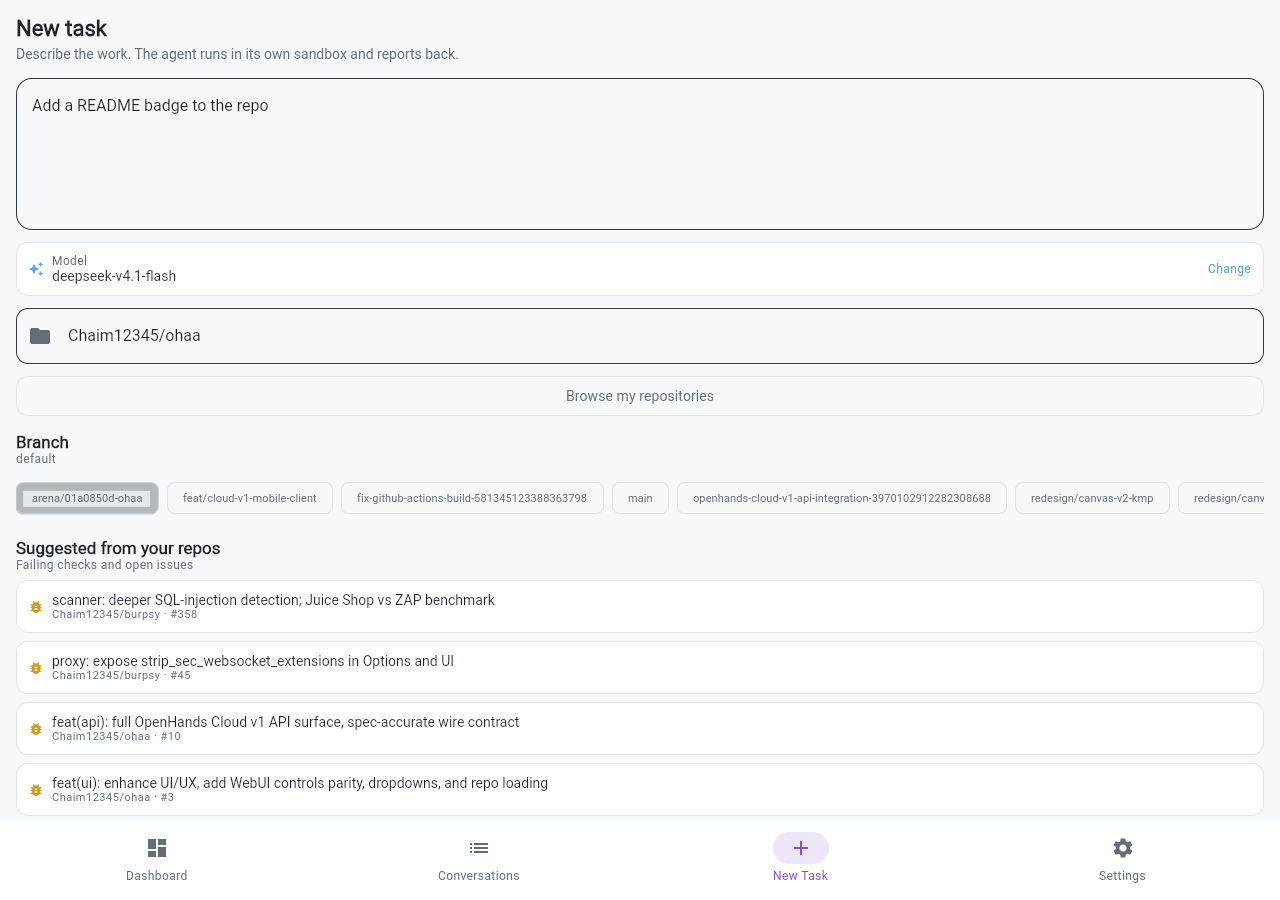 New task
Describe the work. The agent runs in its own sandbox and reports back.
Add a README badge to the repo
Model
deepseek-v4.1-flash
Change
Chaim12345/ohaa
Browse my repositories
Branch
default
arena/01a0850d-ohaa
feat/cloud-v1-mobile-client
fix-github-actions-build-581345123388363798
main
openhands-cloud-v1-api-integration-3970102912282308688
redesign/canvas-v2-kmp
redesign/canv
Suggested from your repos
Failing checks and open issues
scanner: deeper SQL-injection detection; Juice Shop vs ZAP benchmark
Chaim12345/burpsy · #358
proxy: expose strip_sec_websocket_extensions in Options and UI
Chaim12345/burpsy · #45
feat(api): full OpenHands Cloud v1 API surface, spec-accurate wire contract
Chaim12345/ohaa · #10
feat(ui): enhance UI/UX, add WebUI controls parity, dropdowns, and repo loading
Chaim12345/ohaa · #3
Dashboard
Conversations
New Task
Settings